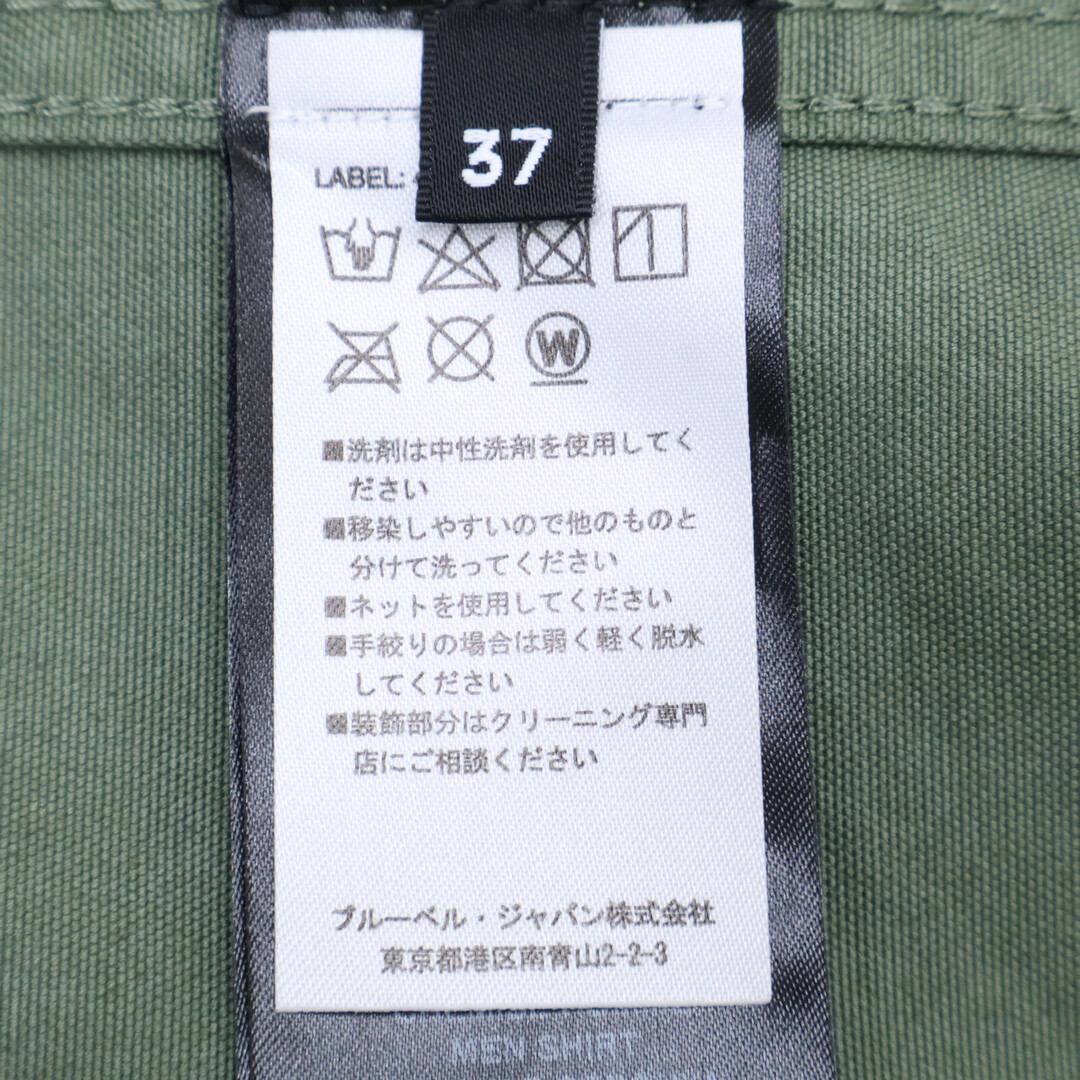 37
LABEL:
W
■洗剤は中性洗剤を使用してく
ださい
■移染しやすいので他のものと
分けて洗ってください
■ネットを使用してください
■手絞りの場合は弱く軽く脱水
してください
■装飾部分はクリーニング専門
店にご相談ください
ブルーベル・ジャパン株式会社
東京都港区南青山2-2-3
MEN SHIRT